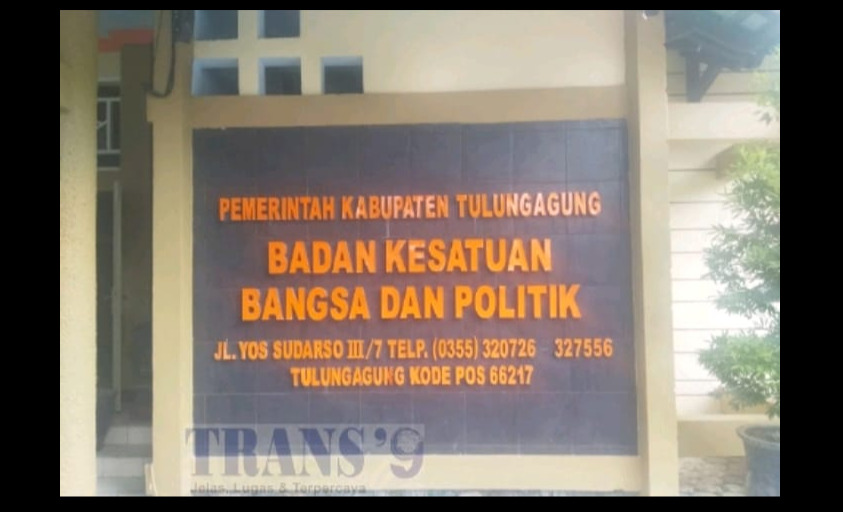 PEMERINTAH KABUPATEN TULUNGAGUNG
BADAN KESATUAN
BANGSA DAN POLITIK
JL. YOS SUDARSO III/7 TELP. (0355) 320726 327556
TULUNGAGUNG KODE POS 66217
TRANS '9
Jelas, Lugas & Terpercaya